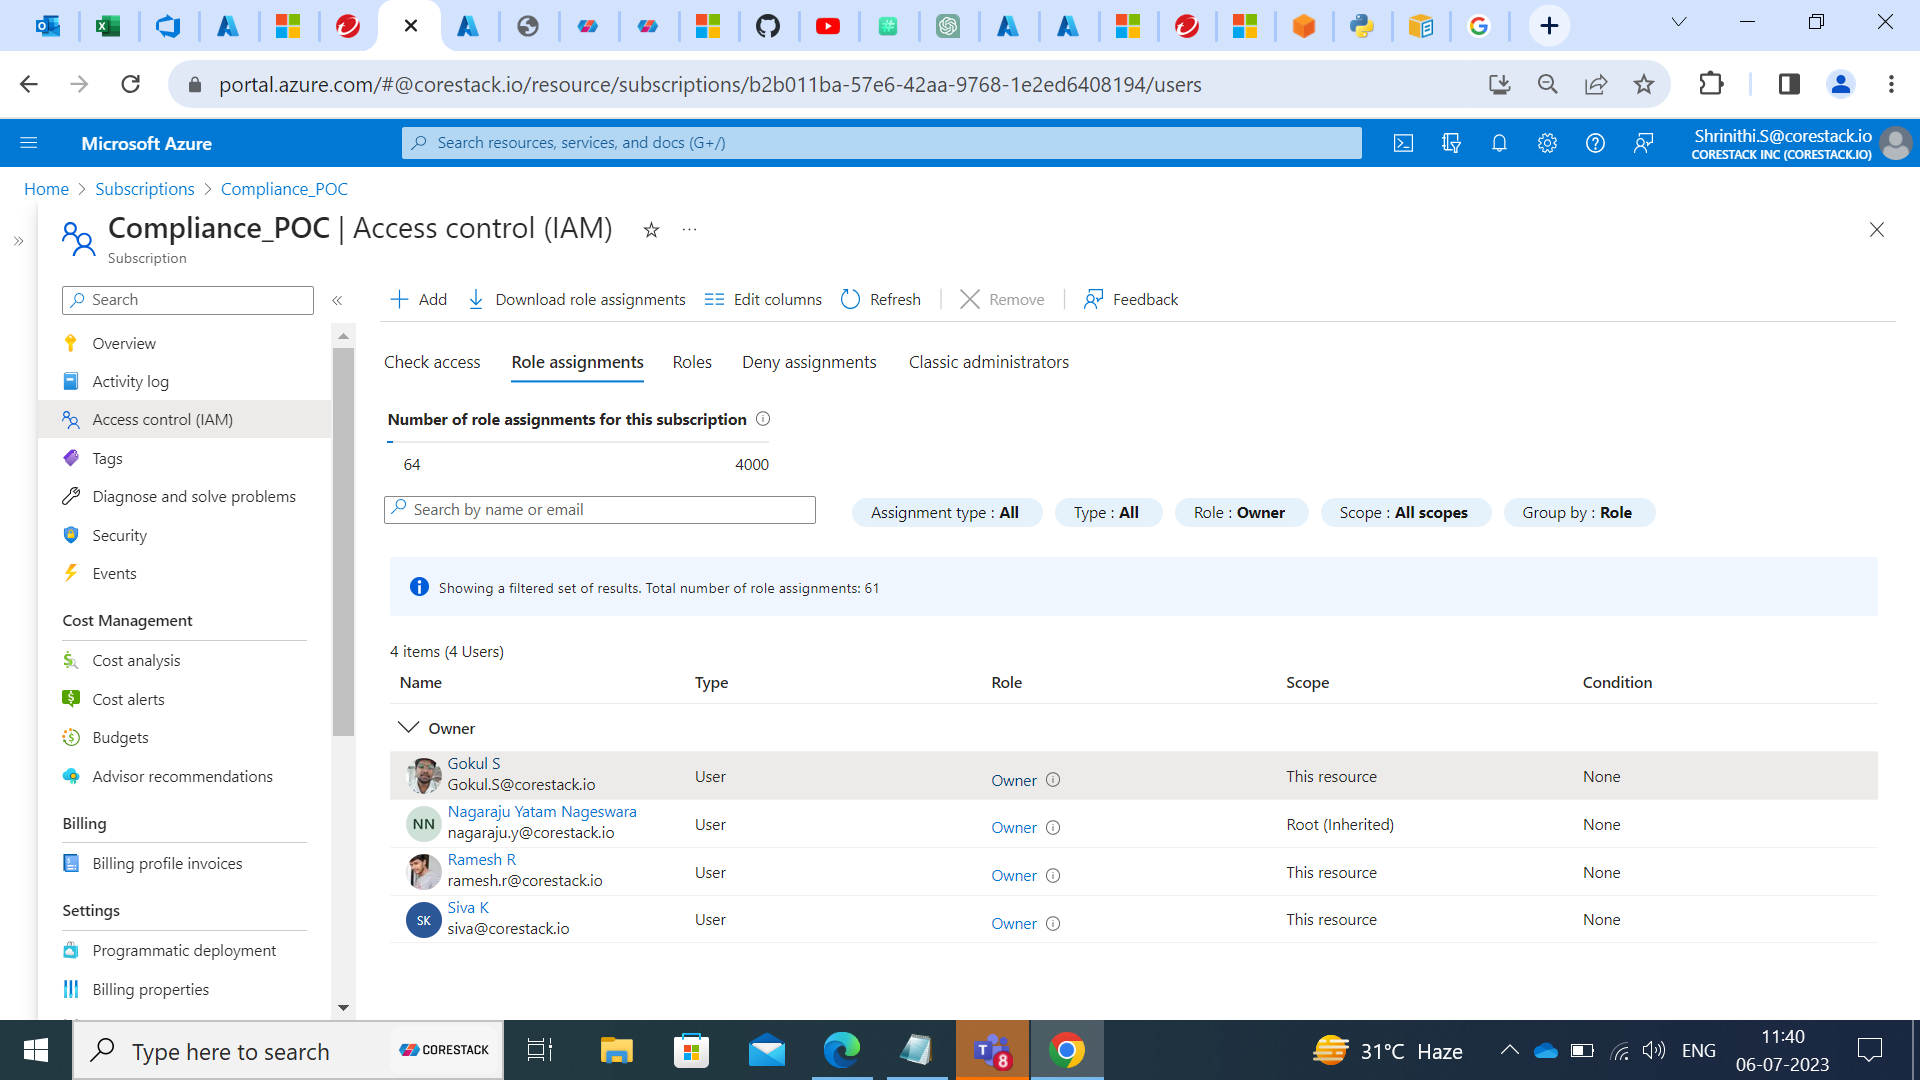 portal.azure.com/#@corestack.io/resource/subscriptions/b2b011ba-57e6-42aa-9768-1e2ed6408194/users
Microsoft Azure
Search resources, services, and docs (G+/)
Shrinithi.S@corestack.io
CORESTACK INC (CORESTACK.IO)
Home > Subscriptions > Compliance_POC
Compliance_POC | Access control (IAM)
Subscription
Search
Add
Download role assignments
Edit columns
Refresh
Remove
Feedback
Overview
Activity log
Access control (IAM)
Tags
Diagnose and solve problems
Security
Events
Cost Management
Cost analysis
Cost alerts
Budgets
Advisor recommendations
Billing
Billing profile invoices
Settings
Programmatic deployment
Billing properties
Check access
Role assignments
Roles
Deny assignments
Classic administrators
Number of role assignments for this subscription
64 4000
Search by name or email
Assignment type : All
Type : All
Role : Owner
Scope : All scopes
Group by : Role
Showing a filtered set of results. Total number of role assignments: 61
4 items (4 Users)
Name Type Role Scope Condition
Owner
Gokul S
Gokul.S@corestack.io
User Owner This resource None
NN
Nagaraju Yatam Nageswara
nagaraju.y@corestack.io
User Owner Root (Inherited) None
Ramesh R
ramesh.r@corestack.io
User Owner This resource None
SK
Siva K
siva@corestack.io
User Owner This resource None
Type here to search
CORESTACK
T 8
31°C Haze
ENG
11:40
06-07-2023